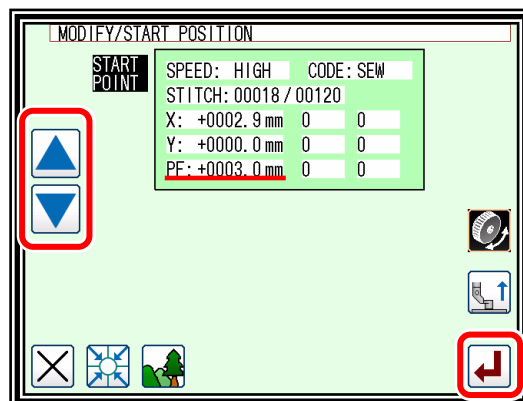 MODIFY/START POSITION
START
POINT
SPEED: HIGH CODE: SEW
STITCH: 00018 / 00120
X: +0002.9 mm 0 0
Y: +0000.0 mm 0 0
PF: +0003.0 mm 0 0